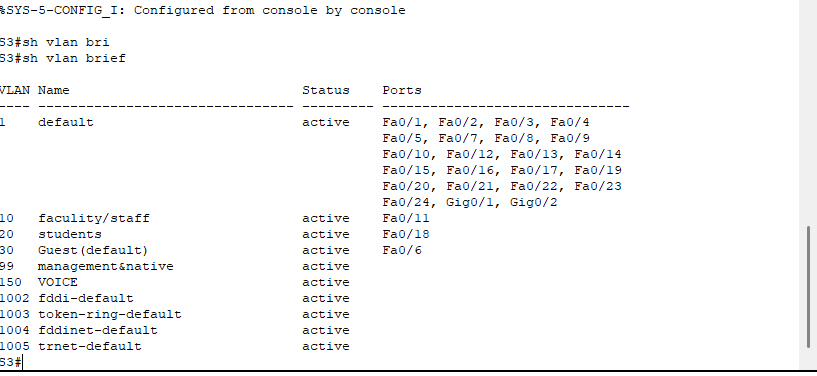 %SYS-5-CONFIG_I: Configured from console by console
S3#sh vlan bri
S3#sh vlan brief
VLAN Name                             Status    Ports
---- -------------------------------- --------- -------------------------------
1    default                          active    Fa0/1, Fa0/2, Fa0/3, Fa0/4
                                                Fa0/5, Fa0/7, Fa0/8, Fa0/9
                                                Fa0/10, Fa0/12, Fa0/13, Fa0/14
                                                Fa0/15, Fa0/16, Fa0/17, Fa0/19
                                                Fa0/20, Fa0/21, Fa0/22, Fa0/23
                                                Fa0/24, Gig0/1, Gig0/2
10   faculity/staff                   active    Fa0/11
20   students                         active    Fa0/18
30   Guest(default)                   active    Fa0/6
99   management&native                active
150  VOICE                            active
1002 fddi-default                     active
1003 token-ring-default               active
1004 fddinet-default                  active
1005 trnet-default                    active
S3#